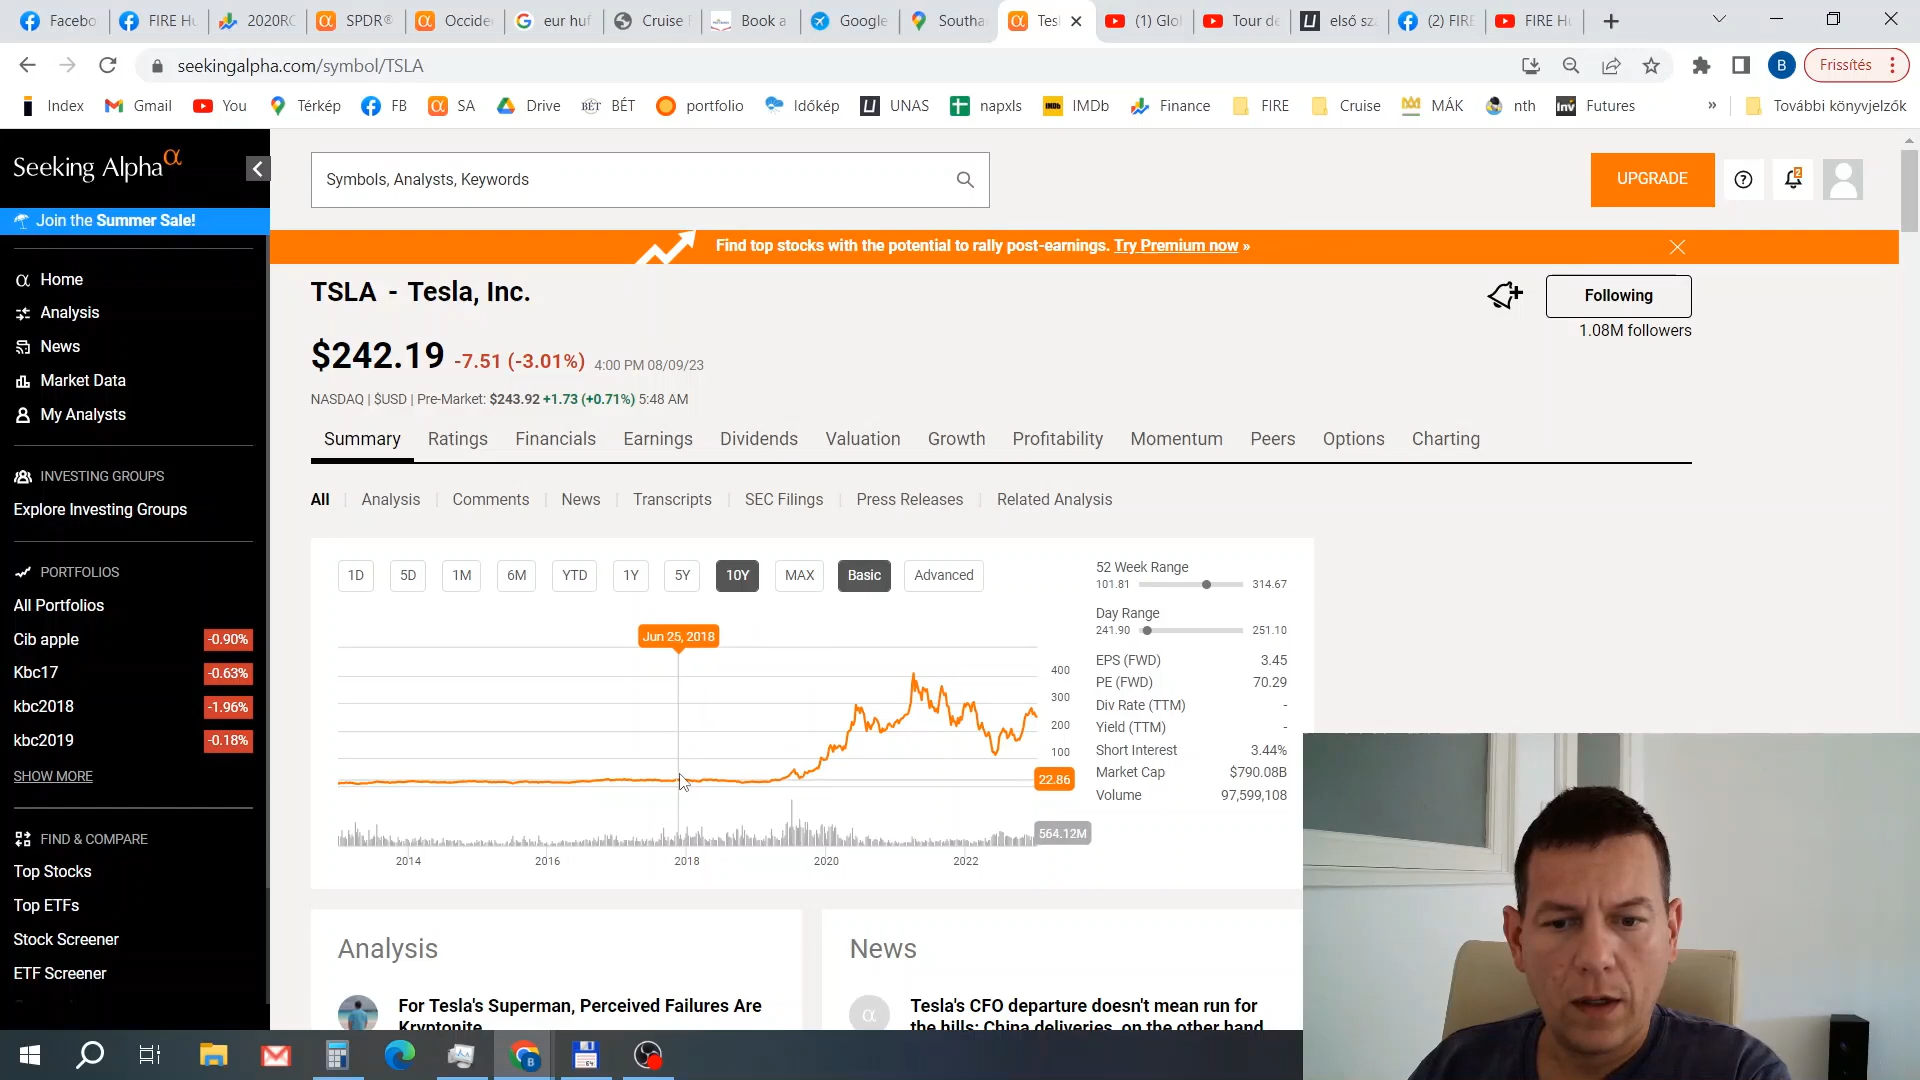 Facebo
FIRE Hu
2020RC
SPDR®
Occide
eur huf
Cruise
Book a
Google
Southa
Tes
(1) Glo
Tour de
első sz
(2) FIRE
FIRE Hu
seekingalpha.com/symbol/TSLA
B
Frissítés
Index
Gmail
You
Térkép
FB
SA
Drive
BÉT
portfolio
Időkép
UNAS
napxls
IMDb
Finance
FIRE
Cruise
MÁK
nth
Futures
»
További könyvjelzők
Seeking Alpha α
Symbols, Analysts, Keywords
UPGRADE
2
Join the Summer Sale!
Find top stocks with the potential to rally post-earnings. Try Premium now »
Home
Analysis
News
Market Data
My Analysts
INVESTING GROUPS
Explore Investing Groups
PORTFOLIOS
All Portfolios
Cib apple -0.90%
Kbc17 -0.63%
kbc2018 -1.96%
kbc2019 -0.18%
SHOW MORE
FIND & COMPARE
Top Stocks
Top ETFs
Stock Screener
ETF Screener
TSLA - Tesla, Inc.
Following
1.08M followers
$242.19 -7.51 (-3.01%) 4:00 PM 08/09/23
NASDAQ | $USD | Pre-Market: $243.92 +1.73 (+0.71%) 5:48 AM
Summary Ratings Financials Earnings Dividends Valuation Growth Profitability Momentum Peers Options Charting
All Analysis Comments News Transcripts SEC Filings Press Releases Related Analysis
1D 5D 1M 6M YTD 1Y 5Y 10Y MAX Basic Advanced
Jun 25, 2018
400
300
200
100
22.86
564.12M
2014 2016 2018 2020 2022
52 Week Range
101.81 314.67
Day Range
241.90 251.10
EPS (FWD) 3.45
PE (FWD) 70.29
Div Rate (TTM) -
Yield (TTM) -
Short Interest 3.44%
Market Cap $790.08B
Volume 97,599,108
Analysis
For Tesla's Superman, Perceived Failures Are
Kryptonite
News
Tesla's CFO departure doesn't mean run for
the hills; China deliveries, on the other hand